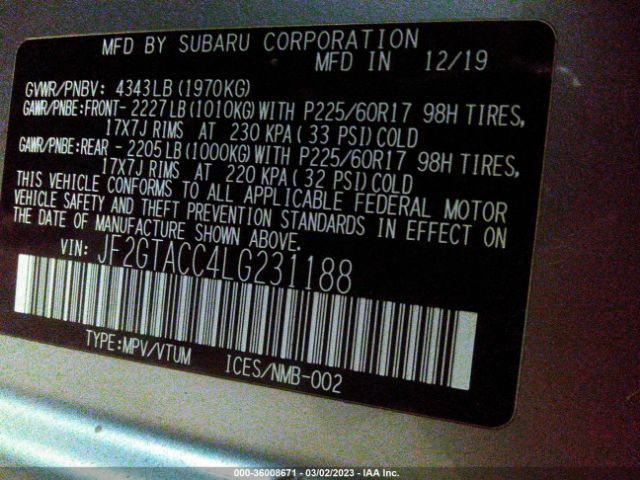 MFD BY SUBARU CORPORATION
MFD IN 12/19
GVWR/PNBV: 4343LB (1970KG)
GAWR/PNBE:FRONT- 2227LB(1010KG)WITH P225/60R17 98H TIRES,
17X7J RIMS AT 230 KPA(33 PSI)COLD
GAWR/PNBE:REAR - 2205LB(1000KG)WITH P225/60R17 98H TIRES,
17X7J RIMS AT 220 KPA(32 PSI)COLD
THIS VEHICLE CONFORMS TO ALL APPLICABLE FEDERAL MOTOR
VEHICLE SAFETY AND THEFT PREVENTION STANDARDS IN EFFECT ON
THE DATE OF MANUFACTURE SHOWN ABOVE.
VIN: JF2GTACC4LG231188
TYPE:MPV/VTUM ICES/NMB-002
000-36008671 - 03/02/2023 - IAA Inc.